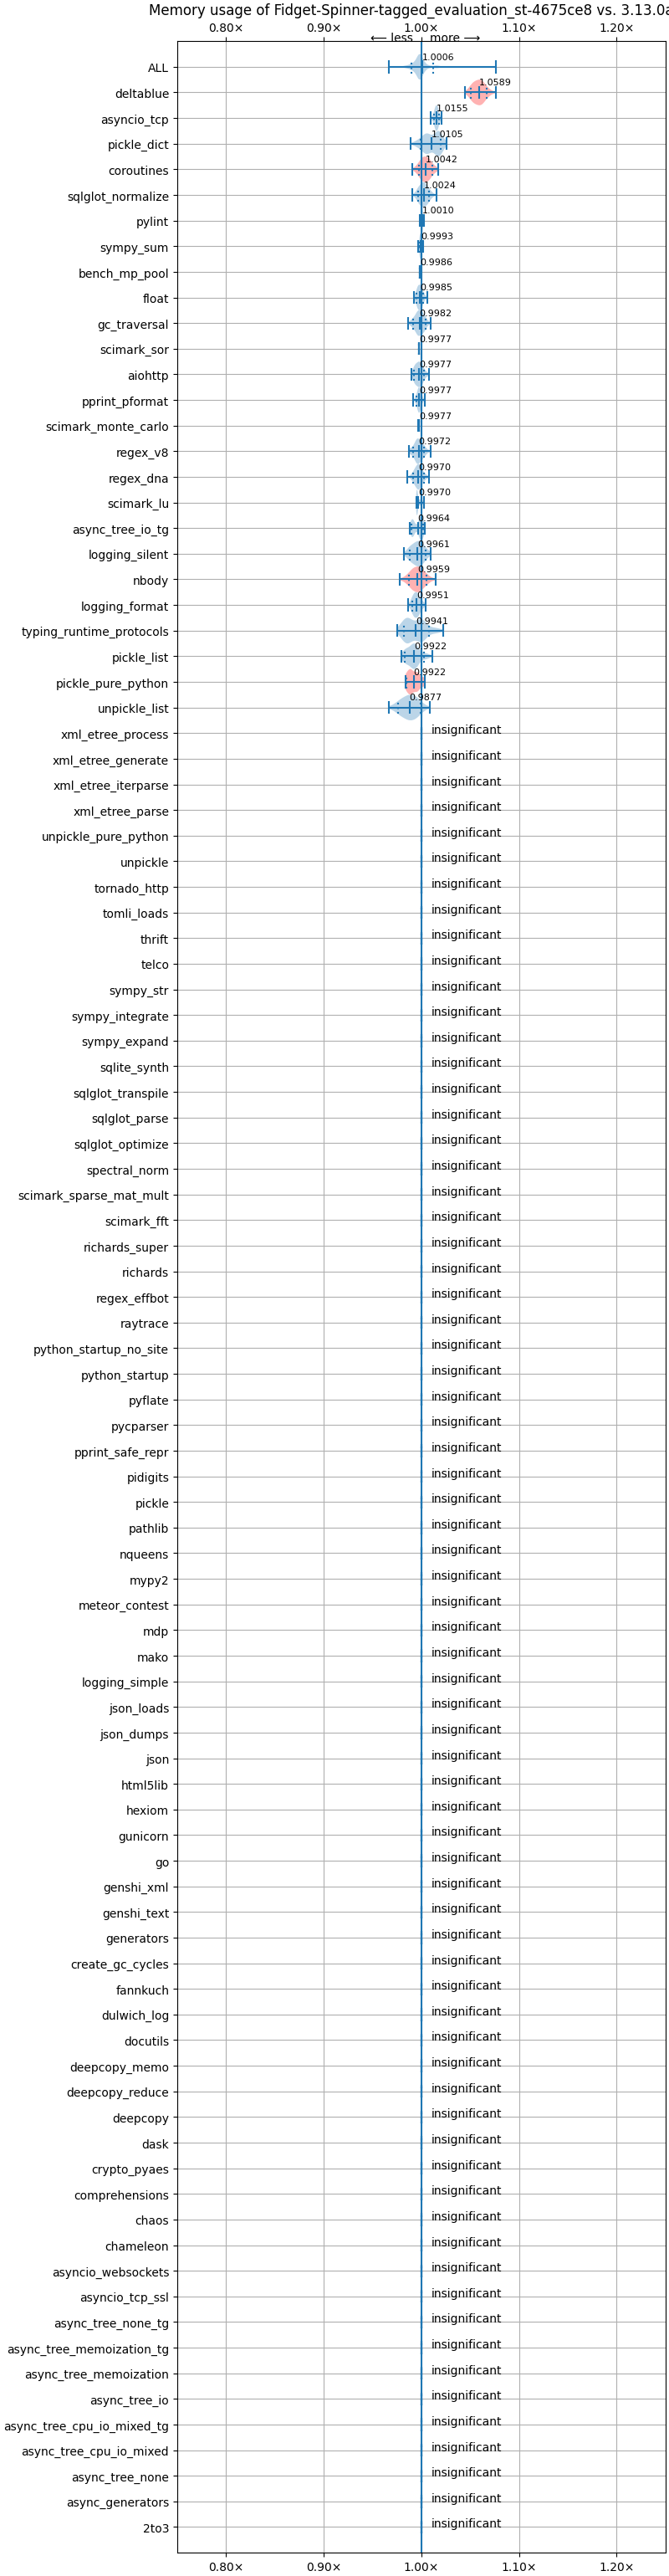 Memory usage of Fidget-Spinner-tagged_evaluation_st-4675ce8 vs. 3.13.0a
0.80× 0.90× 1.00× 1.10× 1.20×
⟵ less more ⟶
ALL 1.0006
deltablue 1.0589
asyncio_tcp 1.0155
pickle_dict 1.0105
coroutines 1.0042
sqlglot_normalize 1.0024
pylint 1.0010
sympy_sum 0.9993
bench_mp_pool 0.9986
float 0.9985
gc_traversal 0.9982
scimark_sor 0.9977
aiohttp 0.9977
pprint_pformat 0.9977
scimark_monte_carlo 0.9977
regex_v8 0.9972
regex_dna 0.9970
scimark_lu 0.9970
async_tree_io_tg 0.9964
logging_silent 0.9961
nbody 0.9959
logging_format 0.9951
typing_runtime_protocols 0.9941
pickle_list 0.9922
pickle_pure_python 0.9922
unpickle_list 0.9877
xml_etree_process insignificant
xml_etree_generate insignificant
xml_etree_iterparse insignificant
xml_etree_parse insignificant
unpickle_pure_python insignificant
unpickle insignificant
tornado_http insignificant
tomli_loads insignificant
thrift insignificant
telco insignificant
sympy_str insignificant
sympy_integrate insignificant
sympy_expand insignificant
sqlite_synth insignificant
sqlglot_transpile insignificant
sqlglot_parse insignificant
sqlglot_optimize insignificant
spectral_norm insignificant
scimark_sparse_mat_mult insignificant
scimark_fft insignificant
richards_super insignificant
richards insignificant
regex_effbot insignificant
raytrace insignificant
python_startup_no_site insignificant
python_startup insignificant
pyflate insignificant
pycparser insignificant
pprint_safe_repr insignificant
pidigits insignificant
pickle insignificant
pathlib insignificant
nqueens insignificant
mypy2 insignificant
meteor_contest insignificant
mdp insignificant
mako insignificant
logging_simple insignificant
json_loads insignificant
json_dumps insignificant
json insignificant
html5lib insignificant
hexiom insignificant
gunicorn insignificant
go insignificant
genshi_xml insignificant
genshi_text insignificant
generators insignificant
create_gc_cycles insignificant
fannkuch insignificant
dulwich_log insignificant
docutils insignificant
deepcopy_memo insignificant
deepcopy_reduce insignificant
deepcopy insignificant
dask insignificant
crypto_pyaes insignificant
comprehensions insignificant
chaos insignificant
chameleon insignificant
asyncio_websockets insignificant
asyncio_tcp_ssl insignificant
async_tree_none_tg insignificant
async_tree_memoization_tg insignificant
async_tree_memoization insignificant
async_tree_io insignificant
async_tree_cpu_io_mixed_tg insignificant
async_tree_cpu_io_mixed insignificant
async_tree_none insignificant
async_generators insignificant
2to3 insignificant
0.80× 0.90× 1.00× 1.10× 1.20×